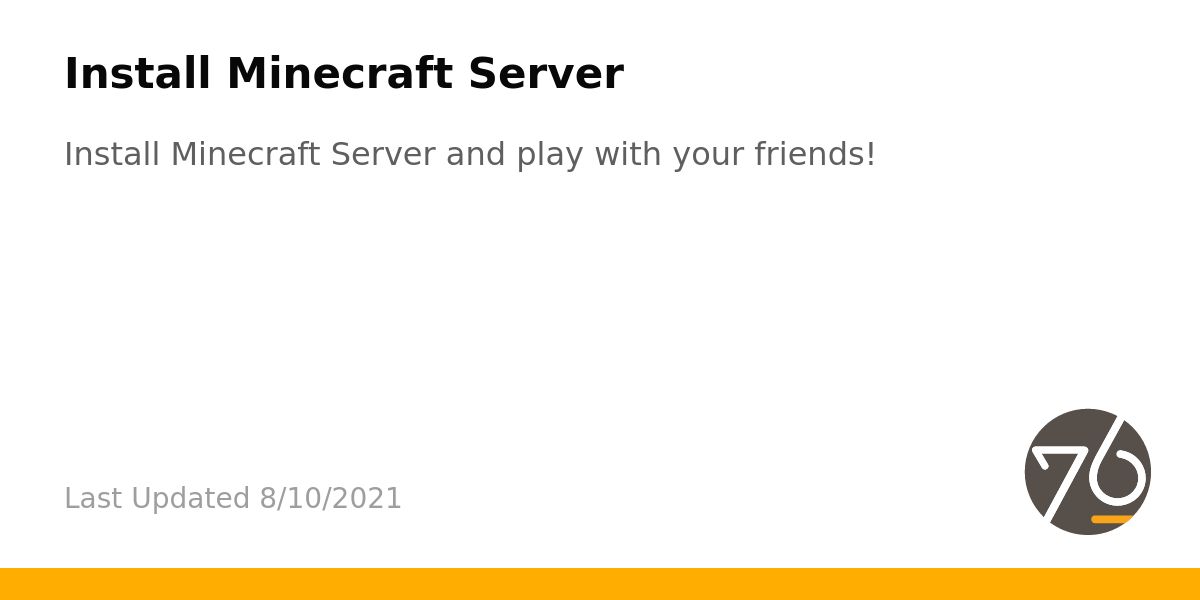 Install Minecraft Server
Install Minecraft Server and play with your friends!
Last Updated 8/10/2021
76